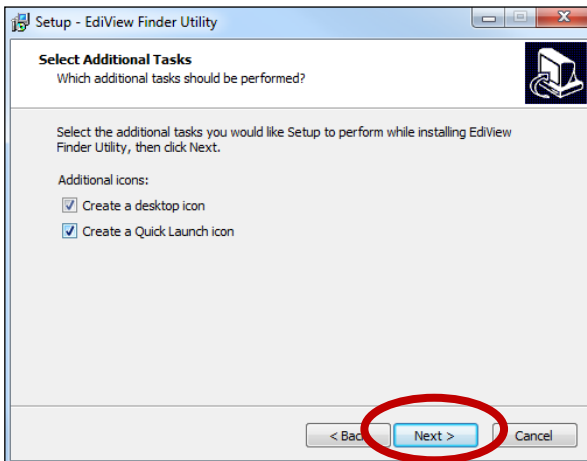 Setup - EdiView Finder Utility
Select Additional Tasks
Which additional tasks should be performed?
Select the additional tasks you would like Setup to perform while installing EdiView
Finder Utility, then click Next.
Additional icons:
Create a desktop icon
Create a Quick Launch icon
< Back Next > Cancel